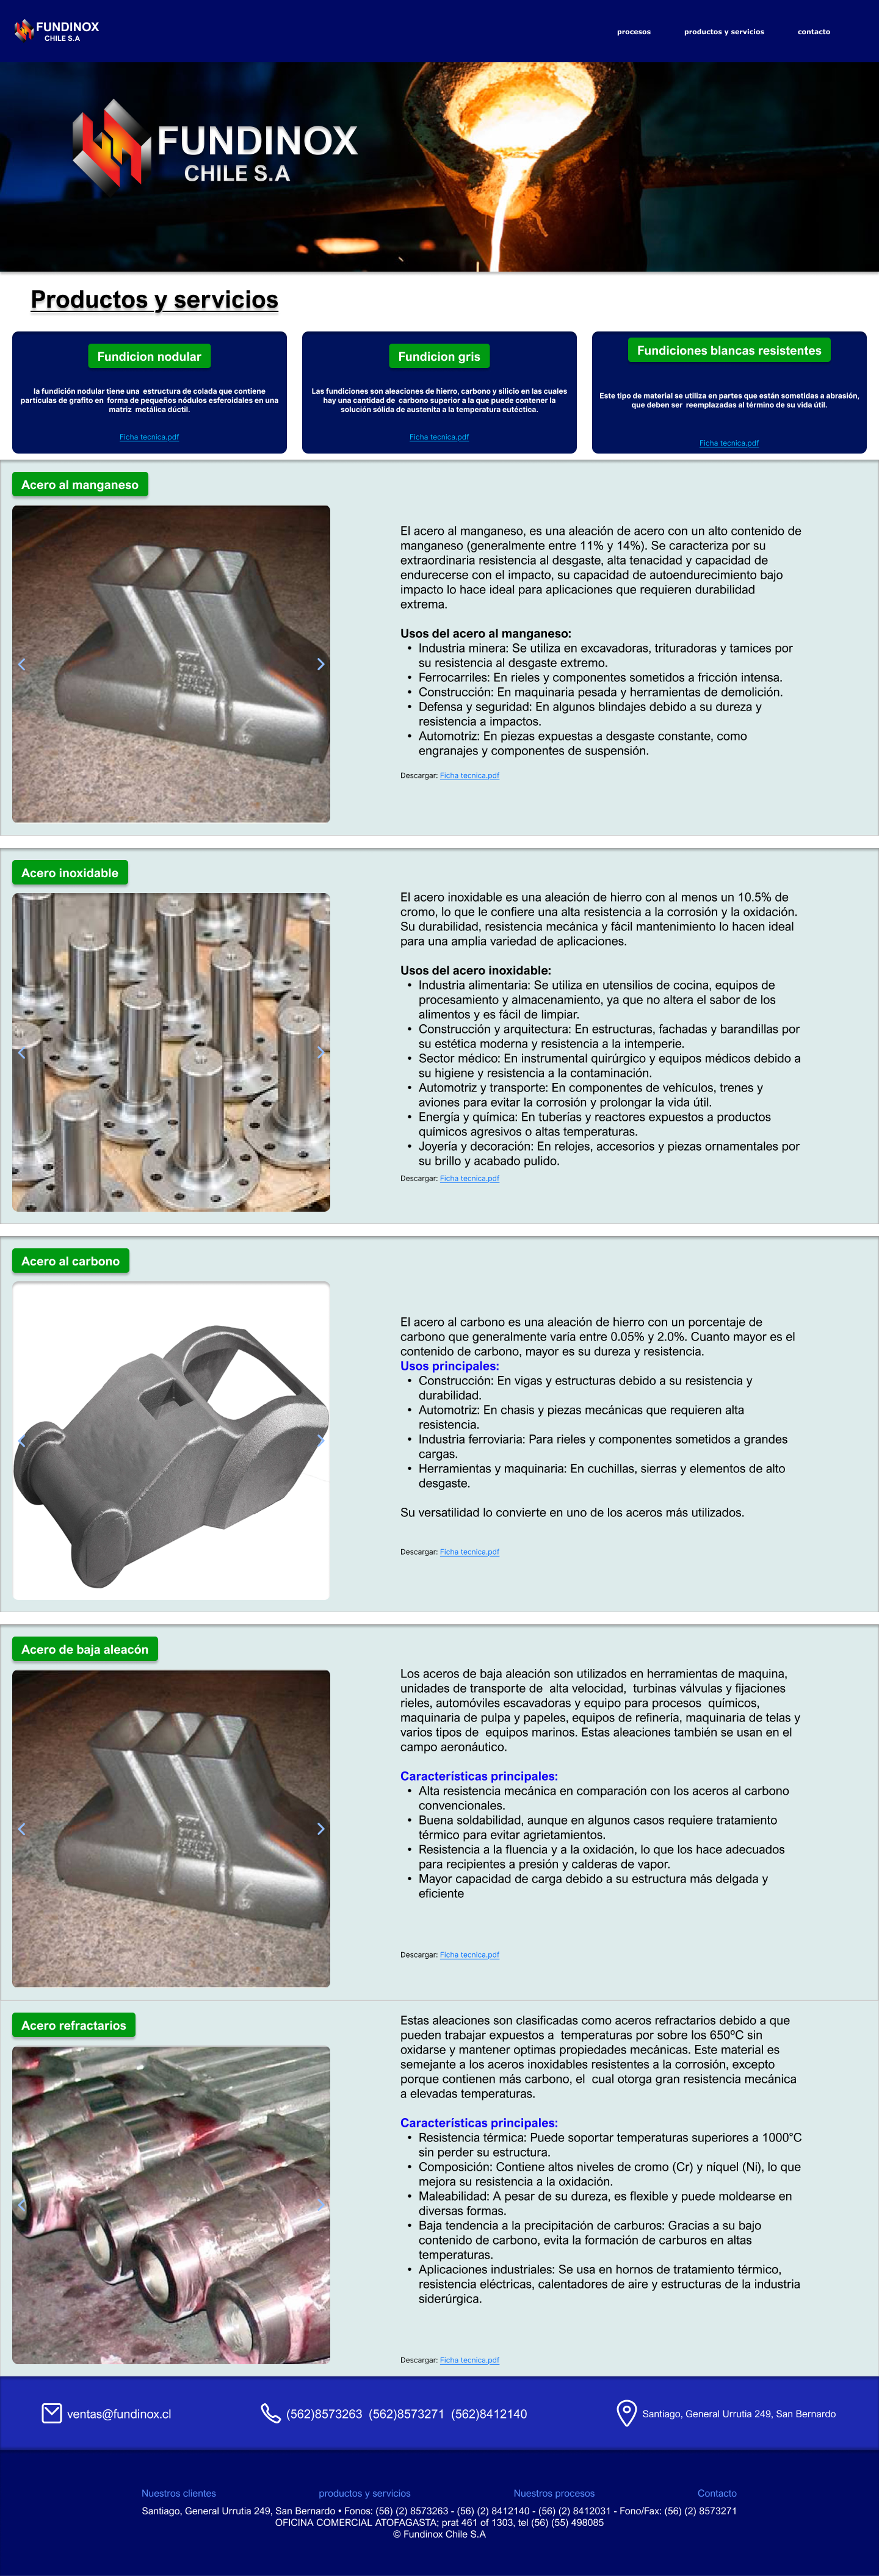 FUNDINOX
CHILE S.A
procesos
productos y servicios
contacto
FUNDINOX
CHILE S.A
Productos y servicios
Fundicion nodular
la fundición nodular tiene una estructura de colada que contiene
partículas de grafito en forma de pequeños nódulos esferoidales en una
matriz metálica dúctil.
Ficha tecnica.pdf
Fundicion gris
Las fundiciones son aleaciones de hierro, carbono y silicio en las cuales
hay una cantidad de carbono superior a la que puede contener la
solución sólida de austenita a la temperatura eutéctica.
Ficha tecnica.pdf
Fundiciones blancas resistentes
Este tipo de material se utiliza en partes que están sometidas a abrasión,
que deben ser reemplazadas al término de su vida útil.
Ficha tecnica.pdf
Acero al manganeso
El acero al manganeso, es una aleación de acero con un alto contenido de
manganeso (generalmente entre 11% y 14%). Se caracteriza por su
extraordinaria resistencia al desgaste, alta tenacidad y capacidad de
endurecerse con el impacto, su capacidad de autoendurecimiento bajo
impacto lo hace ideal para aplicaciones que requieren durabilidad
extrema.
Usos del acero al manganeso:
• Industria minera: Se utiliza en excavadoras, trituradoras y tamices por
su resistencia al desgaste extremo.
• Ferrocarriles: En rieles y componentes sometidos a fricción intensa.
• Construcción: En maquinaria pesada y herramientas de demolición.
• Defensa y seguridad: En algunos blindajes debido a su dureza y
resistencia a impactos.
• Automotriz: En piezas expuestas a desgaste constante, como
engranajes y componentes de suspensión.
Descargar: Ficha tecnica.pdf
Acero inoxidable
El acero inoxidable es una aleación de hierro con al menos un 10.5% de
cromo, lo que le confiere una alta resistencia a la corrosión y la oxidación.
Su durabilidad, resistencia mecánica y fácil mantenimiento lo hacen ideal
para una amplia variedad de aplicaciones.
Usos del acero inoxidable:
• Industria alimentaria: Se utiliza en utensilios de cocina, equipos de
procesamiento y almacenamiento, ya que no altera el sabor de los
alimentos y es fácil de limpiar.
• Construcción y arquitectura: En estructuras, fachadas y barandillas por
su estética moderna y resistencia a la intemperie.
• Sector médico: En instrumental quirúrgico y equipos médicos debido a
su higiene y resistencia a la contaminación.
• Automotriz y transporte: En componentes de vehículos, trenes y
aviones para evitar la corrosión y prolongar la vida útil.
• Energía y química: En tuberías y reactores expuestos a productos
químicos agresivos o altas temperaturas.
• Joyería y decoración: En relojes, accesorios y piezas ornamentales por
su brillo y acabado pulido.
Descargar: Ficha tecnica.pdf
Acero al carbono
El acero al carbono es una aleación de hierro con un porcentaje de
carbono que generalmente varía entre 0.05% y 2.0%. Cuanto mayor es el
contenido de carbono, mayor es su dureza y resistencia.
Usos principales:
• Construcción: En vigas y estructuras debido a su resistencia y
durabilidad.
• Automotriz: En chasis y piezas mecánicas que requieren alta
resistencia.
• Industria ferroviaria: Para rieles y componentes sometidos a grandes
cargas.
• Herramientas y maquinaria: En cuchillas, sierras y elementos de alto
desgaste.
Su versatilidad lo convierte en uno de los aceros más utilizados.
Descargar: Ficha tecnica.pdf
Acero de baja aleacón
Los aceros de baja aleación son utilizados en herramientas de maquina,
unidades de transporte de alta velocidad, turbinas válvulas y fijaciones
rieles, automóviles escavadoras y equipo para procesos químicos,
maquinaria de pulpa y papeles, equipos de refinería, maquinaria de telas y
varios tipos de equipos marinos. Estas aleaciones también se usan en el
campo aeronáutico.
Características principales:
• Alta resistencia mecánica en comparación con los aceros al carbono
convencionales.
• Buena soldabilidad, aunque en algunos casos requiere tratamiento
térmico para evitar agrietamientos.
• Resistencia a la fluencia y a la oxidación, lo que los hace adecuados
para recipientes a presión y calderas de vapor.
• Mayor capacidad de carga debido a su estructura más delgada y
eficiente
Descargar: Ficha tecnica.pdf
Acero refractarios
Estas aleaciones son clasificadas como aceros refractarios debido a que
pueden trabajar expuestos a temperaturas por sobre los 650ºC sin
oxidarse y mantener optimas propiedades mecánicas. Este material es
semejante a los aceros inoxidables resistentes a la corrosión, excepto
porque contienen más carbono, el cual otorga gran resistencia mecánica
a elevadas temperaturas.
Características principales:
• Resistencia térmica: Puede soportar temperaturas superiores a 1000°C
sin perder su estructura.
• Composición: Contiene altos niveles de cromo (Cr) y níquel (Ni), lo que
mejora su resistencia a la oxidación.
• Maleabilidad: A pesar de su dureza, es flexible y puede moldearse en
diversas formas.
• Baja tendencia a la precipitación de carburos: Gracias a su bajo
contenido de carbono, evita la formación de carburos en altas
temperaturas.
• Aplicaciones industriales: Se usa en hornos de tratamiento térmico,
resistencia eléctricas, calentadores de aire y estructuras de la industria
siderúrgica.
Descargar: Ficha tecnica.pdf
ventas@fundinox.cl
(562)8573263 (562)8573271 (562)8412140
Santiago, General Urrutia 249, San Bernardo
Nuestros clientes
productos y servicios
Nuestros procesos
Contacto
Santiago, General Urrutia 249, San Bernardo • Fonos: (56) (2) 8573263 - (56) (2) 8412140 - (56) (2) 8412031 - Fono/Fax: (56) (2) 8573271
OFICINA COMERCIAL ATOFAGASTA; prat 461 of 1303, tel (56) (55) 498085
© Fundinox Chile S.A